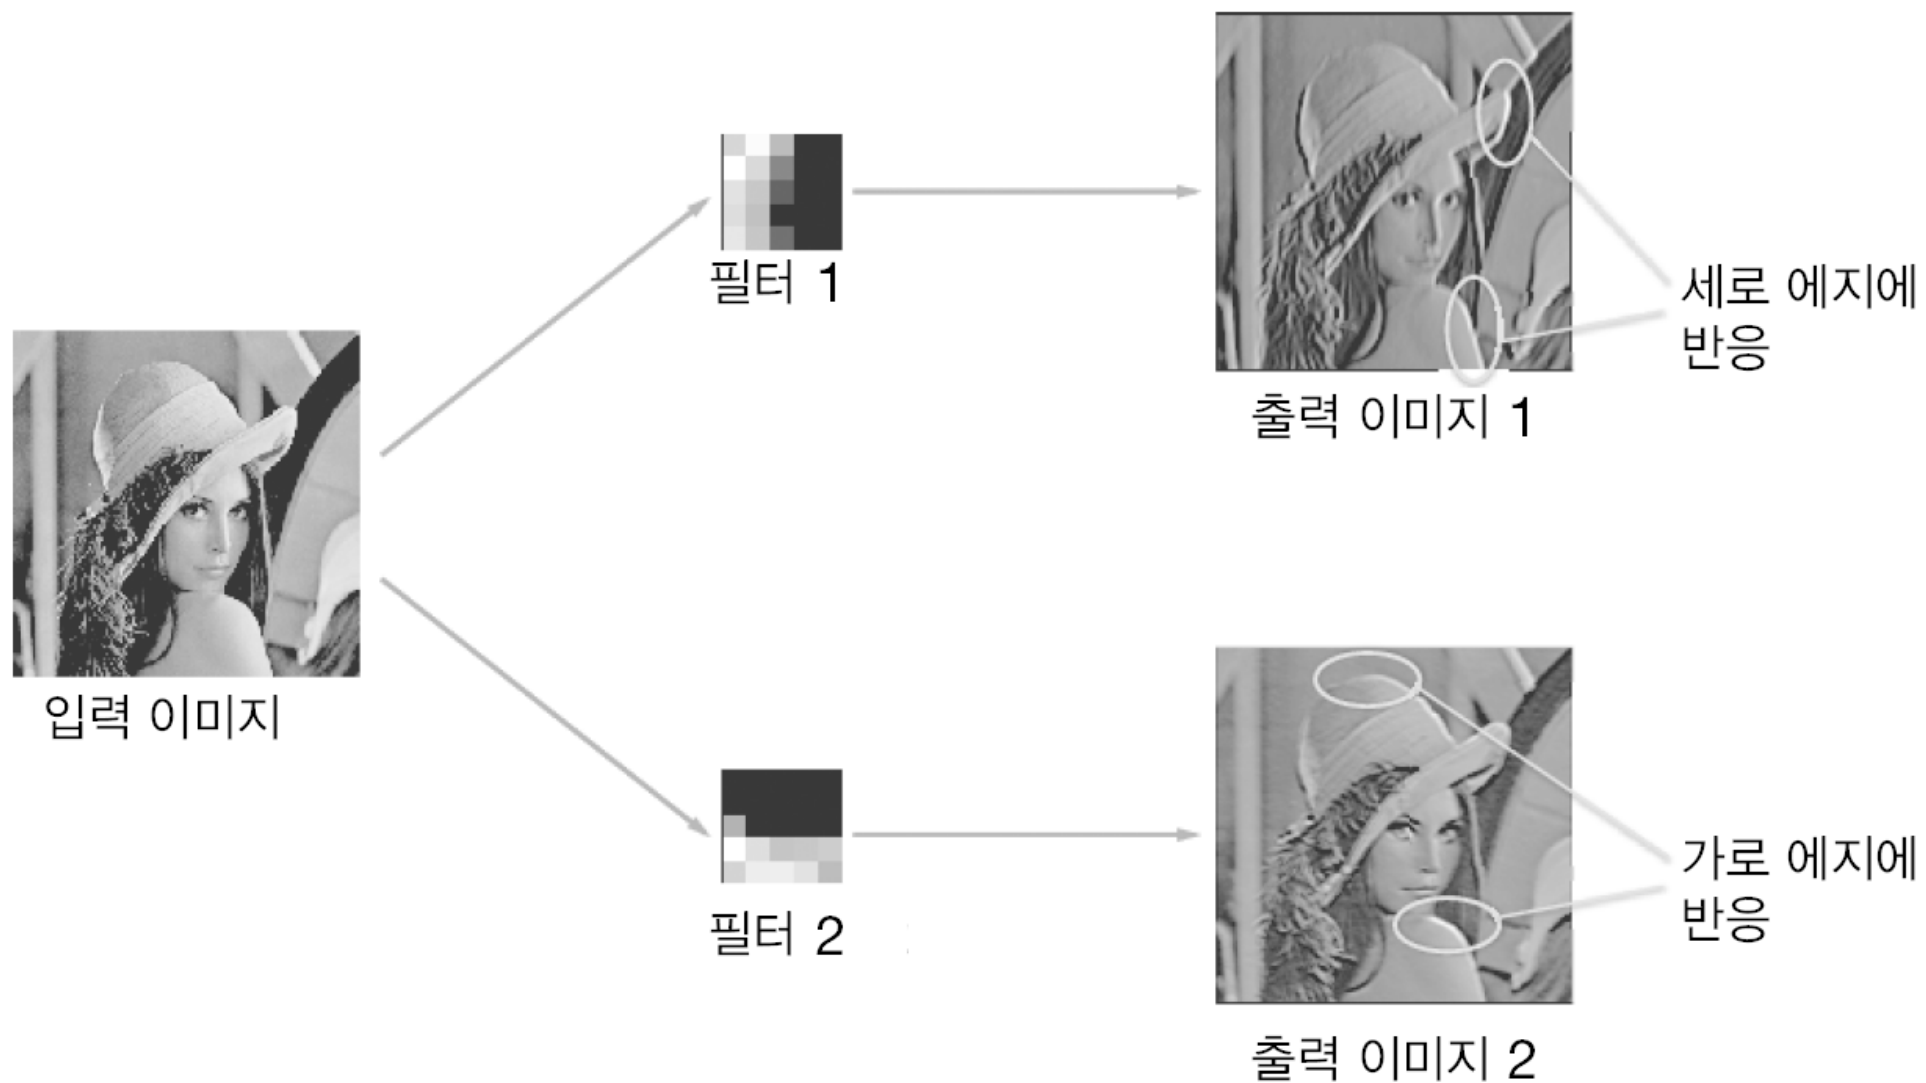 필터 1
세로 에지에
반응
출력 이미지 1
입력 이미지
필터 2
가로 에지에
반응
출력 이미지 2